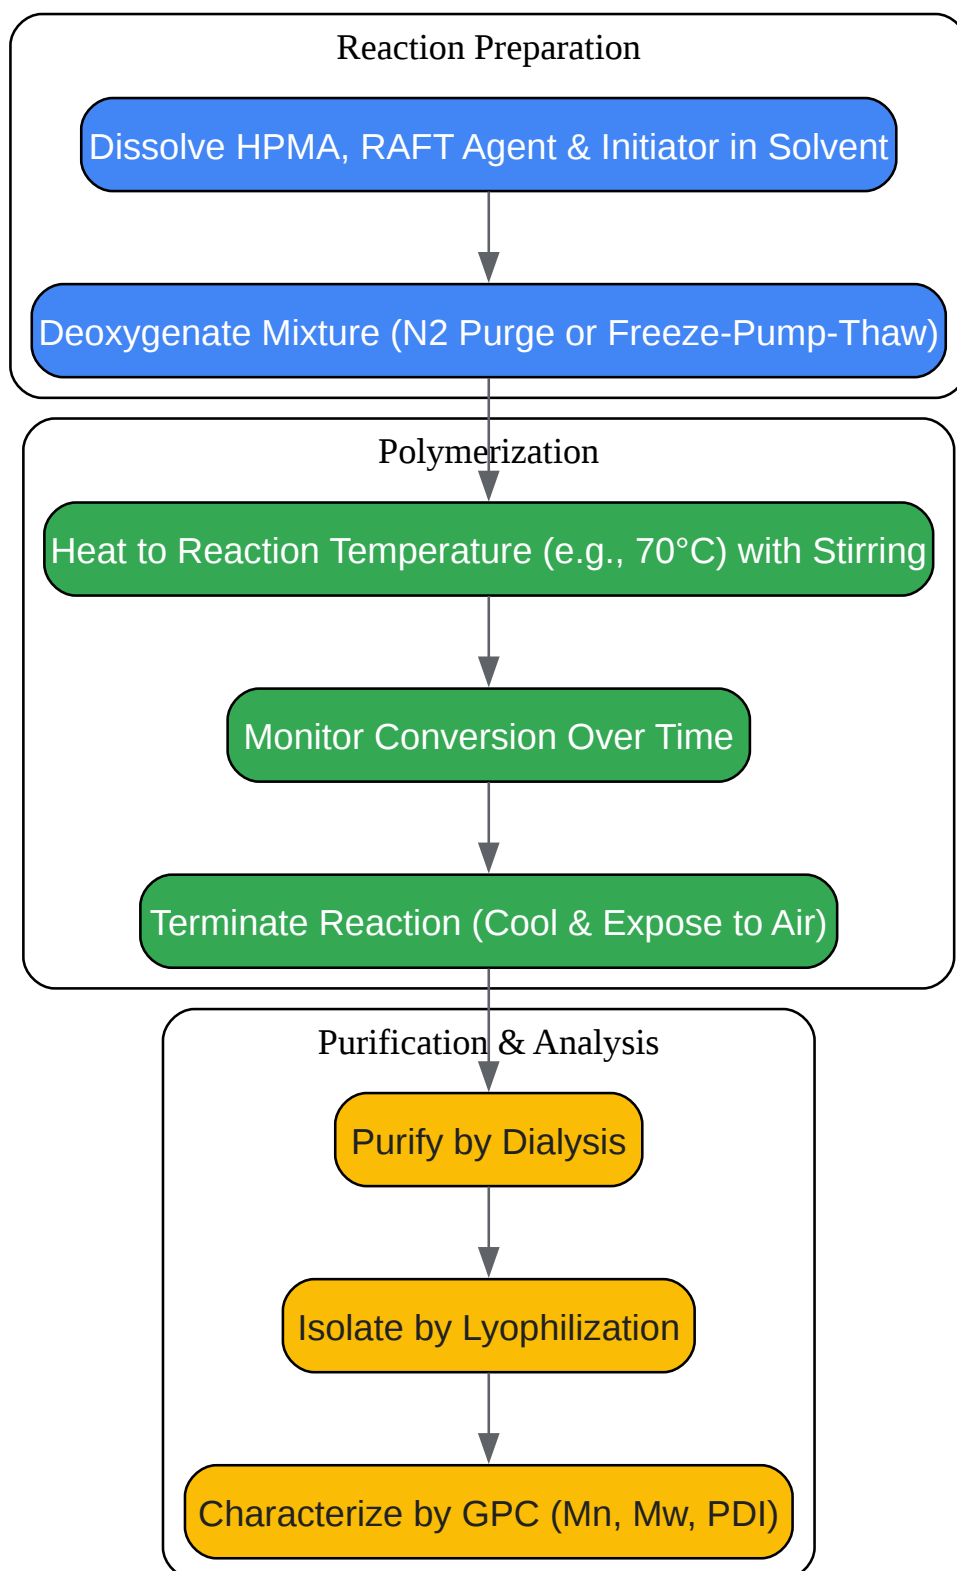 Reaction Preparation
Dissolve HPMA, RAFT Agent & Initiator in Solvent
Deoxygenate Mixture (N2 Purge or Freeze-Pump-Thaw)
Polymerization
Heat to Reaction Temperature (e.g., 70°C) with Stirring
Monitor Conversion Over Time
Terminate Reaction (Cool & Expose to Air)
Purification & Analysis
Purify by Dialysis
Isolate by Lyophilization
Characterize by GPC (Mn, Mw, PDI)